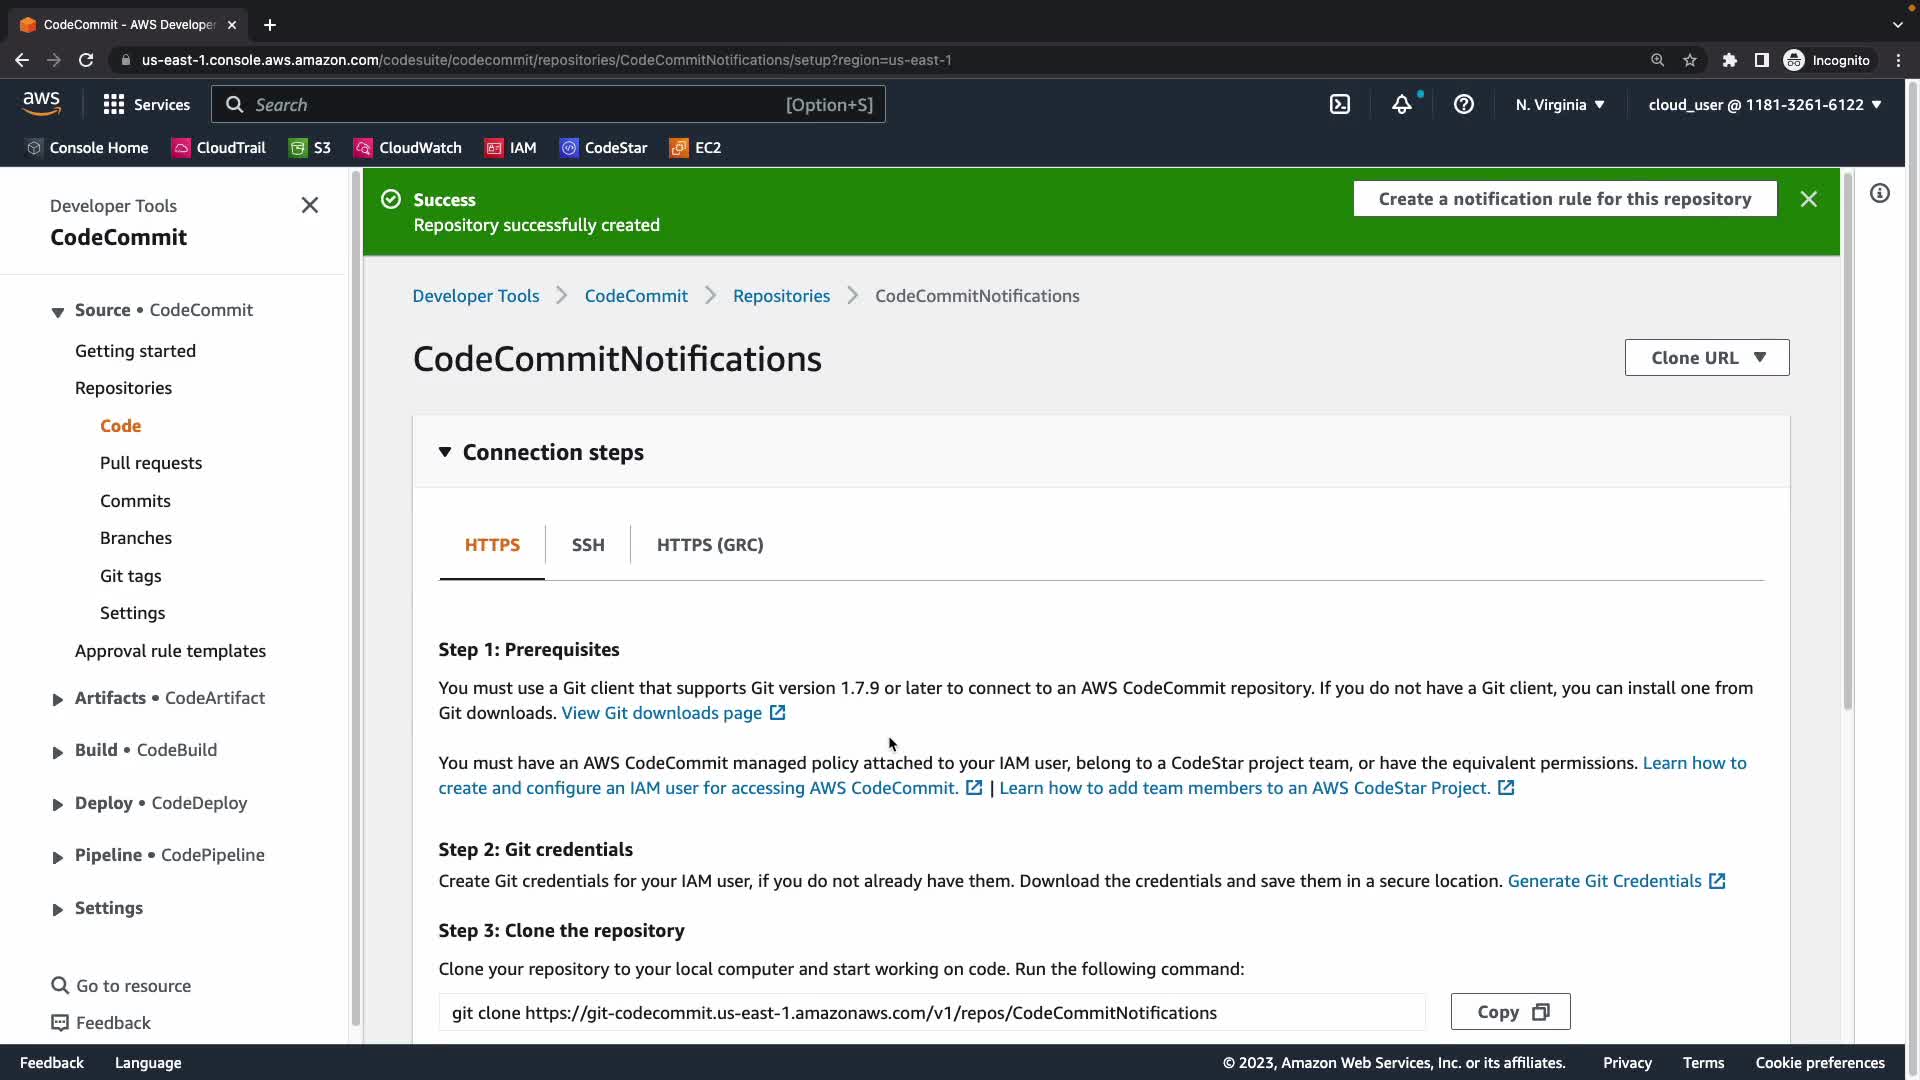 CodeCommit - AWS Developer
us-east-1.console.aws.amazon.com/codesuite/codecommit/repositories/CodeCommitNotifications/setup?region=us-east-1
Incognito
aws
Services
Search
[Option+S]
N. Virginia
cloud_user @ 1181-3261-6122
Console Home
CloudTrail
S3
CloudWatch
IAM
CodeStar
EC2
Developer Tools
CodeCommit
Source • CodeCommit
Getting started
Repositories
Code
Pull requests
Commits
Branches
Git tags
Settings
Approval rule templates
Artifacts • CodeArtifact
Build • CodeBuild
Deploy • CodeDeploy
Pipeline • CodePipeline
Settings
Go to resource
Feedback
Success
Repository successfully created
Create a notification rule for this repository
Developer Tools
CodeCommit
Repositories
CodeCommitNotifications
CodeCommitNotifications
Clone URL
Connection steps
HTTPS
SSH
HTTPS (GRC)
Step 1: Prerequisites
You must use a Git client that supports Git version 1.7.9 or later to connect to an AWS CodeCommit repository. If you do not have a Git client, you can install one from
Git downloads. View Git downloads page
You must have an AWS CodeCommit managed policy attached to your IAM user, belong to a CodeStar project team, or have the equivalent permissions. Learn how to
create and configure an IAM user for accessing AWS CodeCommit. | Learn how to add team members to an AWS CodeStar Project.
Step 2: Git credentials
Create Git credentials for your IAM user, if you do not already have them. Download the credentials and save them in a secure location. Generate Git Credentials
Step 3: Clone the repository
Clone your repository to your local computer and start working on code. Run the following command:
git clone https://git-codecommit.us-east-1.amazonaws.com/v1/repos/CodeCommitNotifications
Copy
Feedback
Language
© 2023, Amazon Web Services, Inc. or its affiliates.
Privacy
Terms
Cookie preferences